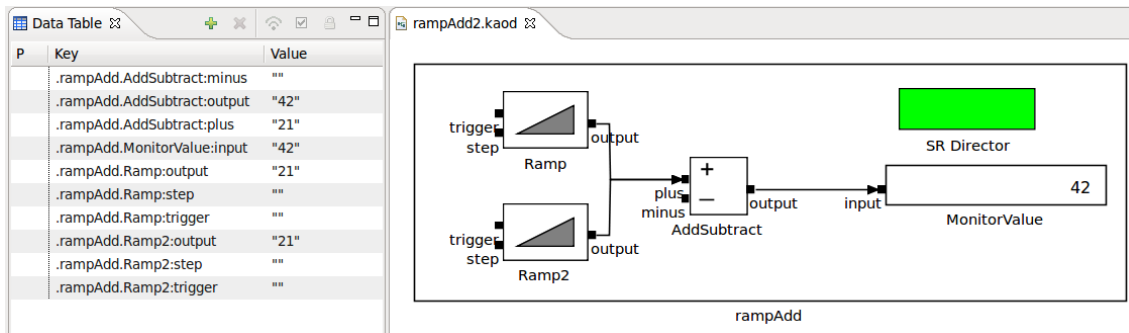 Data Table
P Key Value
.rampAdd.AddSubtract:minus ""
.rampAdd.AddSubtract:output "42"
.rampAdd.AddSubtract:plus "21"
.rampAdd.MonitorValue:input "42"
.rampAdd.Ramp:output "21"
.rampAdd.Ramp:step ""
.rampAdd.Ramp:trigger ""
.rampAdd.Ramp2:output "21"
.rampAdd.Ramp2:step ""
.rampAdd.Ramp2:trigger ""
rampAdd2.kaod
trigger
step
output
Ramp
SR Director
+
−
plus
minus
output
AddSubtract
input
42
MonitorValue
trigger
step
output
Ramp2
rampAdd